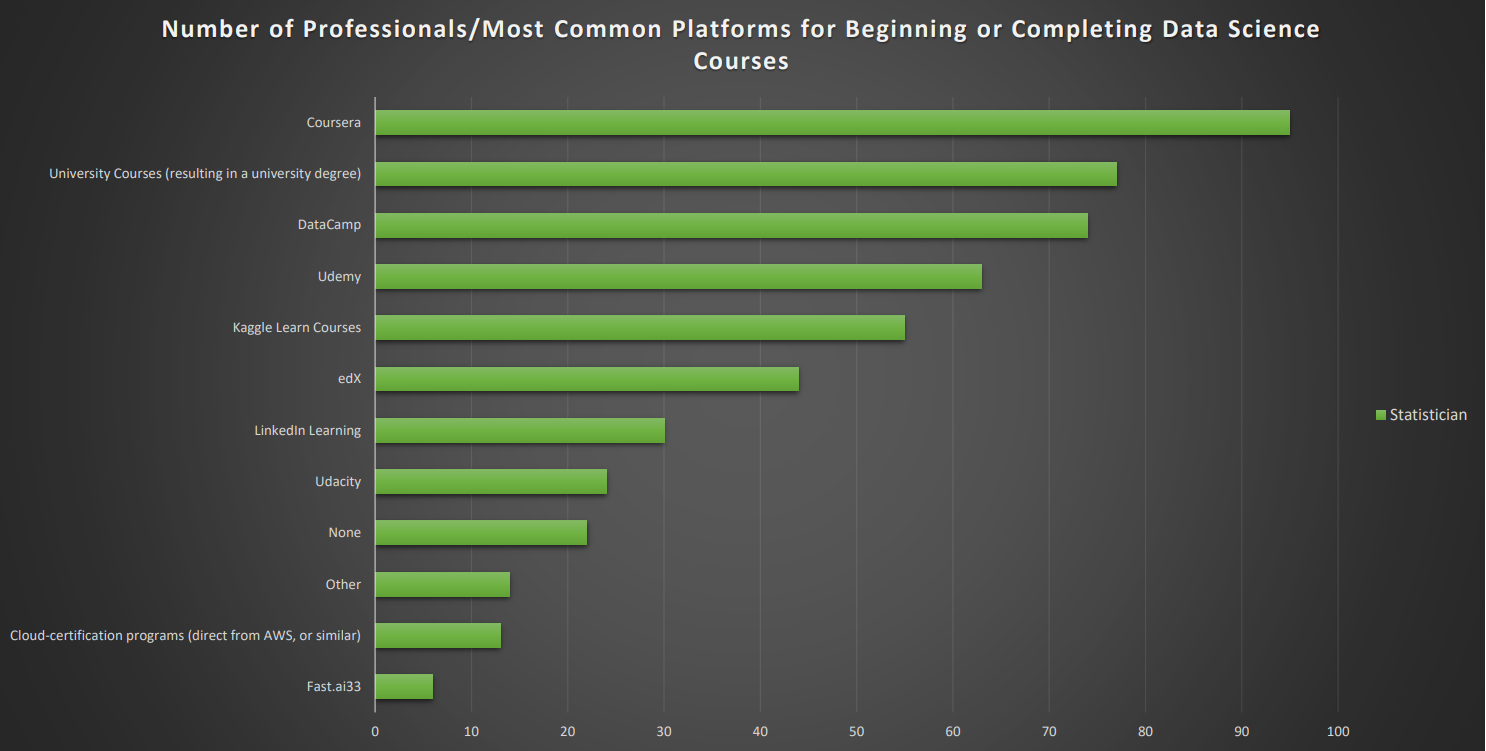 Number of Professionals/Most Common Platforms for Beginning or Completing Data Science
Courses
Coursera
University Courses (resulting in a university degree)
DataCamp
Udemy
Kaggle Learn Courses
edX
LinkedIn Learning
Statistician
Udacity
None
Other
Cloud-certification programs (direct from AWS, or similar)
Fast.ai33
0 10 20 30 40 50 60 70 80 90 100